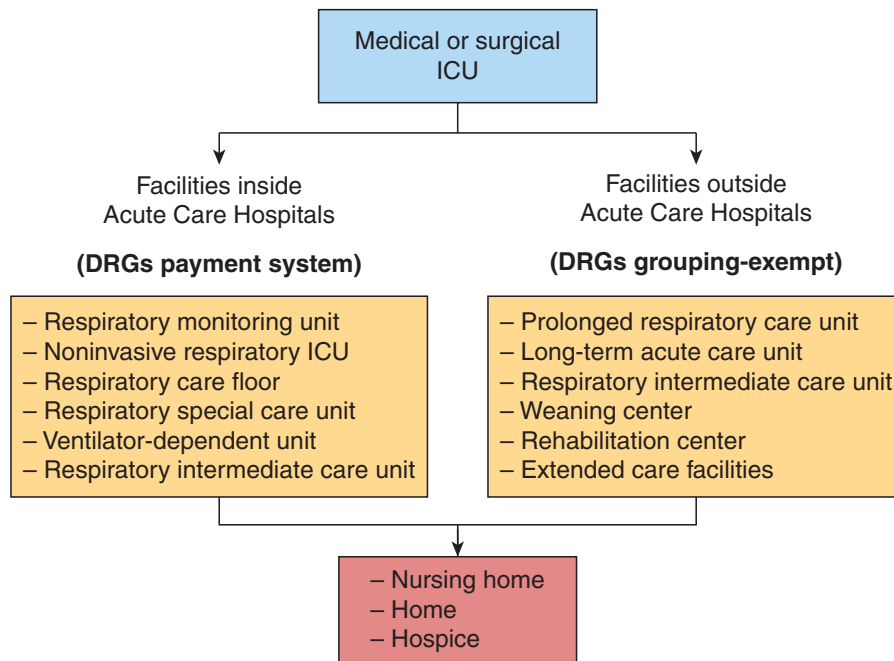 Medical or surgical
ICU
Facilities inside
Acute Care Hospitals
(DRGs payment system)
– Respiratory monitoring unit
– Noninvasive respiratory ICU
– Respiratory care floor
– Respiratory special care unit
– Ventilator-dependent unit
– Respiratory intermediate care unit
Facilities outside
Acute Care Hospitals
(DRGs grouping-exempt)
– Prolonged respiratory care unit
– Long-term acute care unit
– Respiratory intermediate care unit
– Weaning center
– Rehabilitation center
– Extended care facilities
– Nursing home
– Home
– Hospice